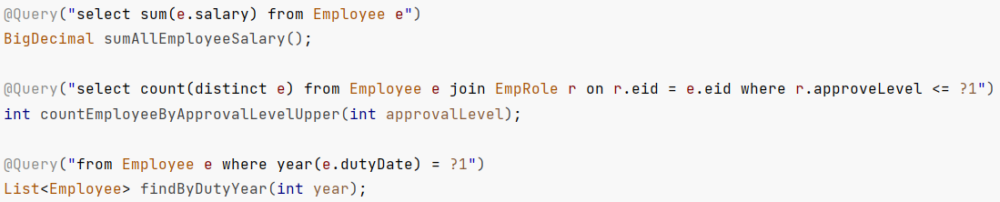 @Query("select sum(e.salary) from Employee e")
BigDecimal sumAllEmployeeSalary();
@Query("select count(distinct e) from Employee e join EmpRole r on r.eid = e.eid where r.approveLevel <= ?1")
int countEmployeeByApprovalLevelUpper(int approvalLevel);
@Query("from Employee e where year(e.dutyDate) = ?1")
List<Employee> findByDutyYear(int year);